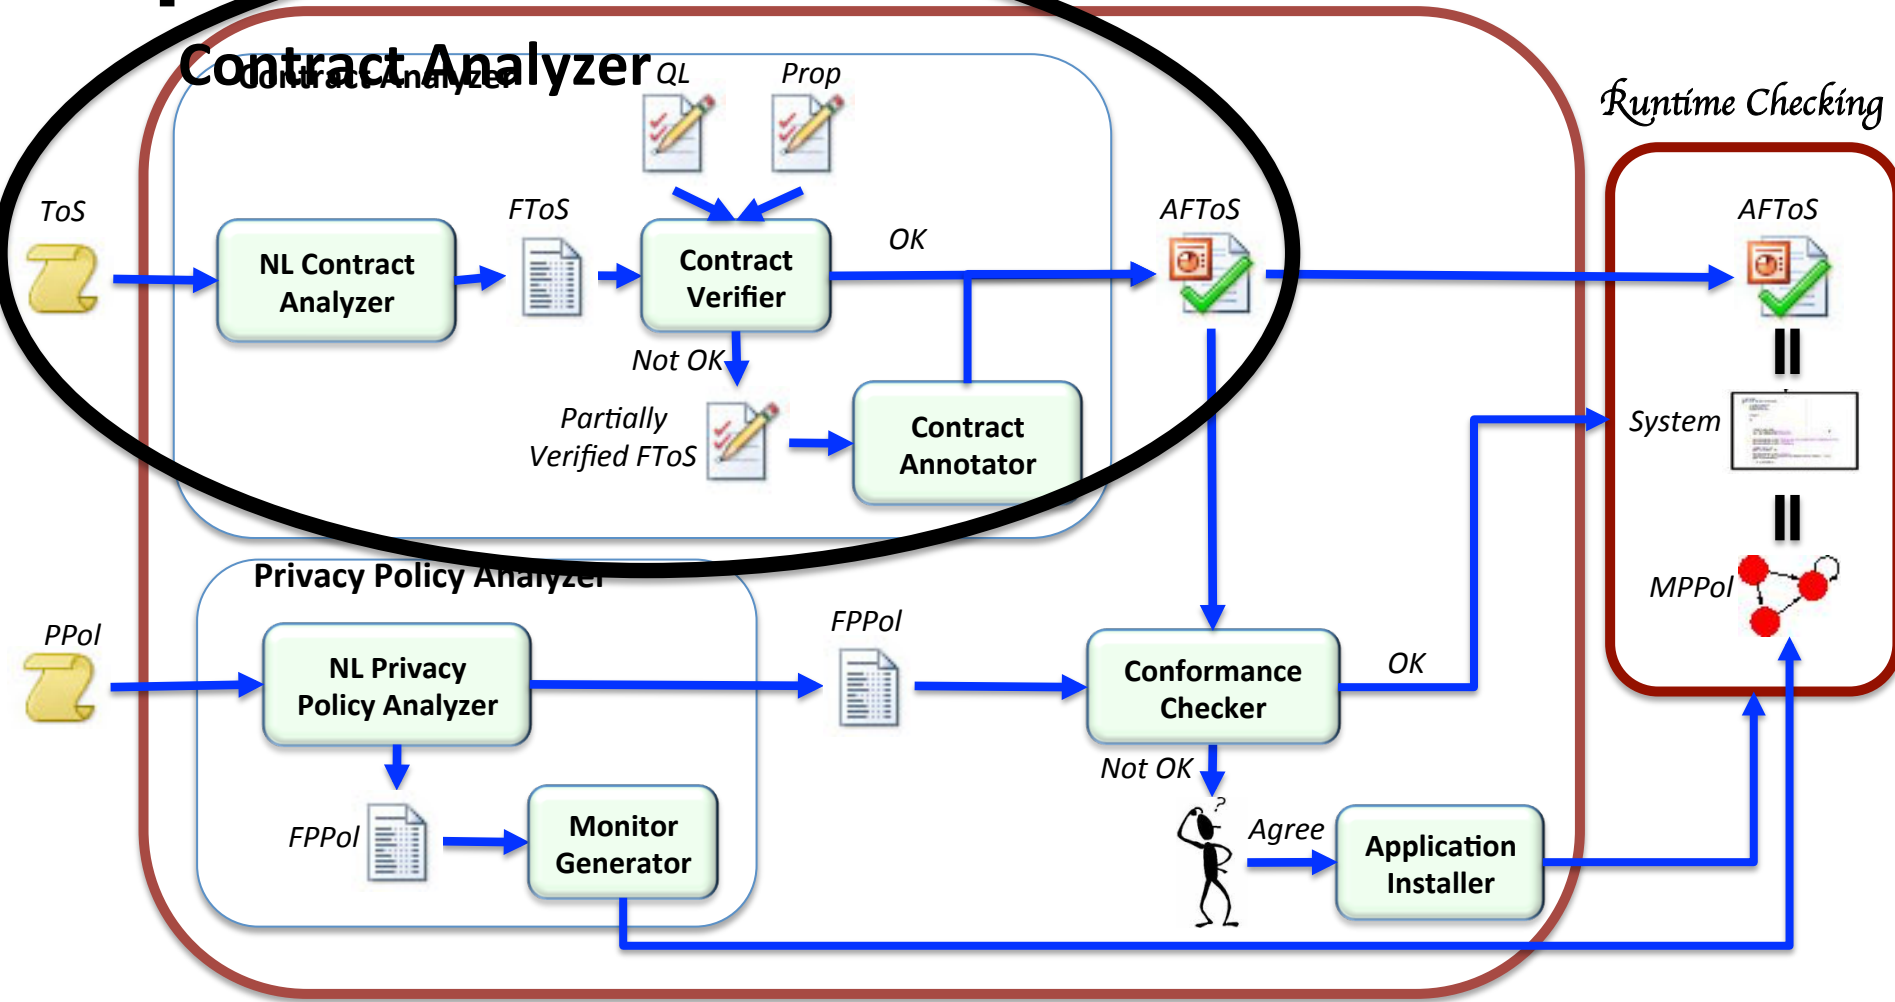 Contract Analyzer
Contract Analyzer
QL
Prop
Runtime Checking
ToS
FToS
AFToS
AFToS
NL Contract
Analyzer
Contract
Verifier
OK
Not OK
Partially
Verified FToS
Contract
Annotator
System
Privacy Policy Analyzer
MPPol
PPol
FPPol
NL Privacy
Policy Analyzer
Conformance
Checker
OK
Not OK
?
FPPol
Monitor
Generator
Agree
Application
Installer